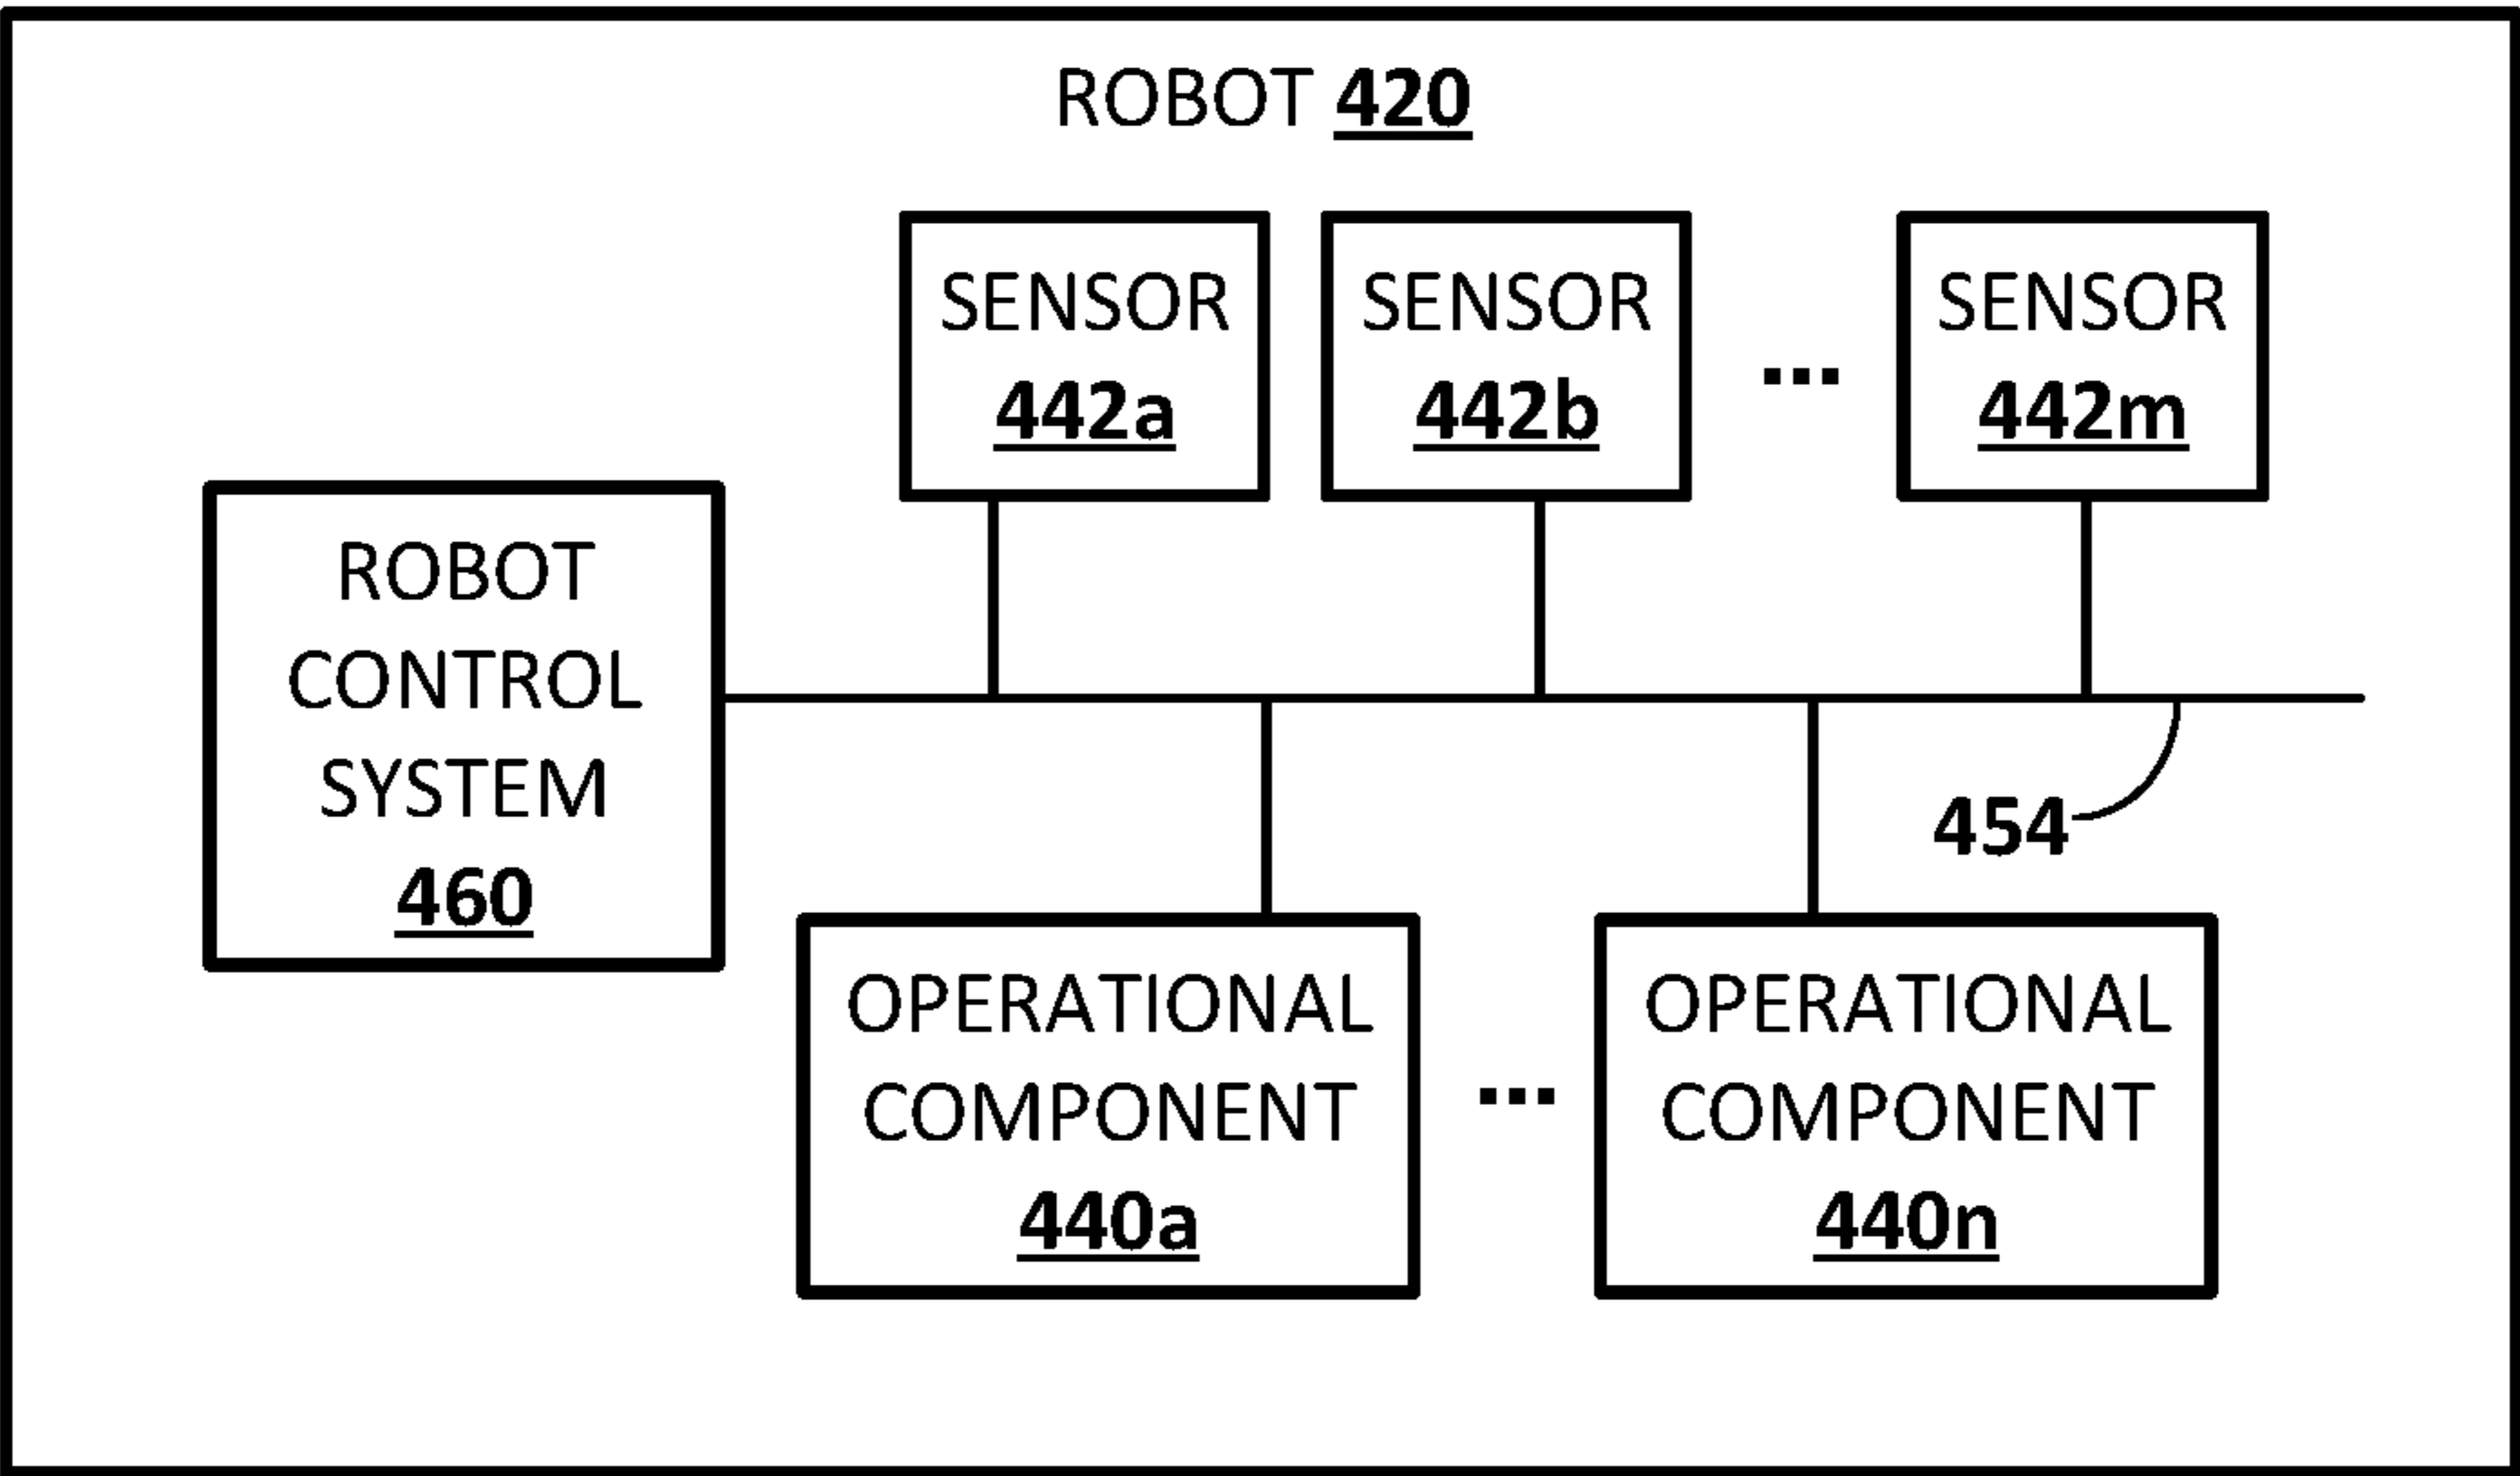 ROBOT 420
SENSOR
442a
SENSOR
442b
...
SENSOR
442m
ROBOT
CONTROL
SYSTEM
460
454
OPERATIONAL
COMPONENT
440a
...
OPERATIONAL
COMPONENT
440n